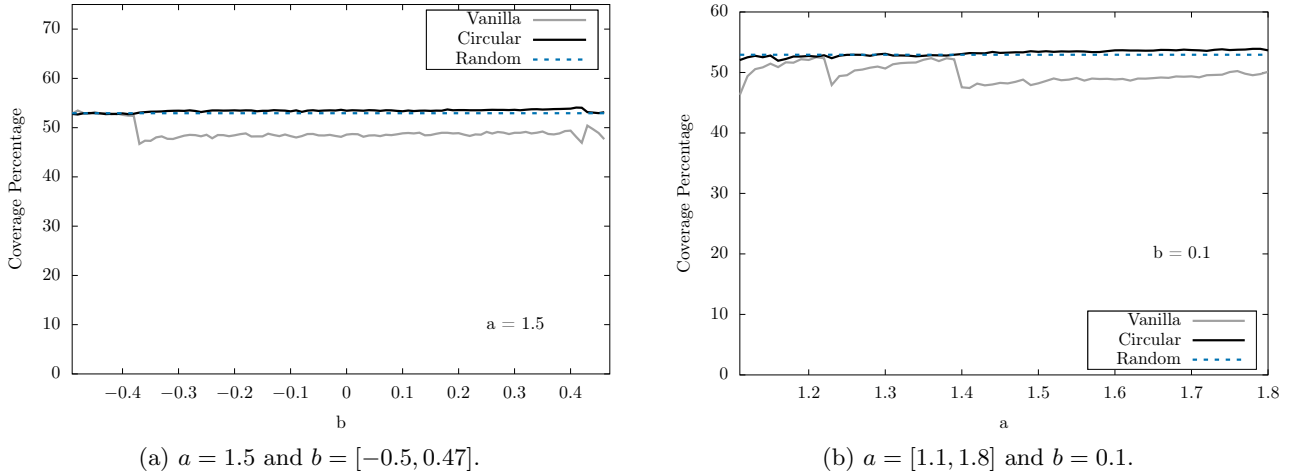 Coverage Percentage
70
60
50
40
30
20
10
0
Vanilla
Circular
Random
a = 1.5
−0.4 −0.3 −0.2 −0.1 0 0.1 0.2 0.3 0.4
b
(a) a = 1.5 and b = [−0.5, 0.47].
Coverage Percentage
60
50
40
30
20
10
0
b = 0.1
Vanilla
Circular
Random
1.2 1.3 1.4 1.5 1.6 1.7 1.8
a
(b) a = [1.1, 1.8] and b = 0.1.